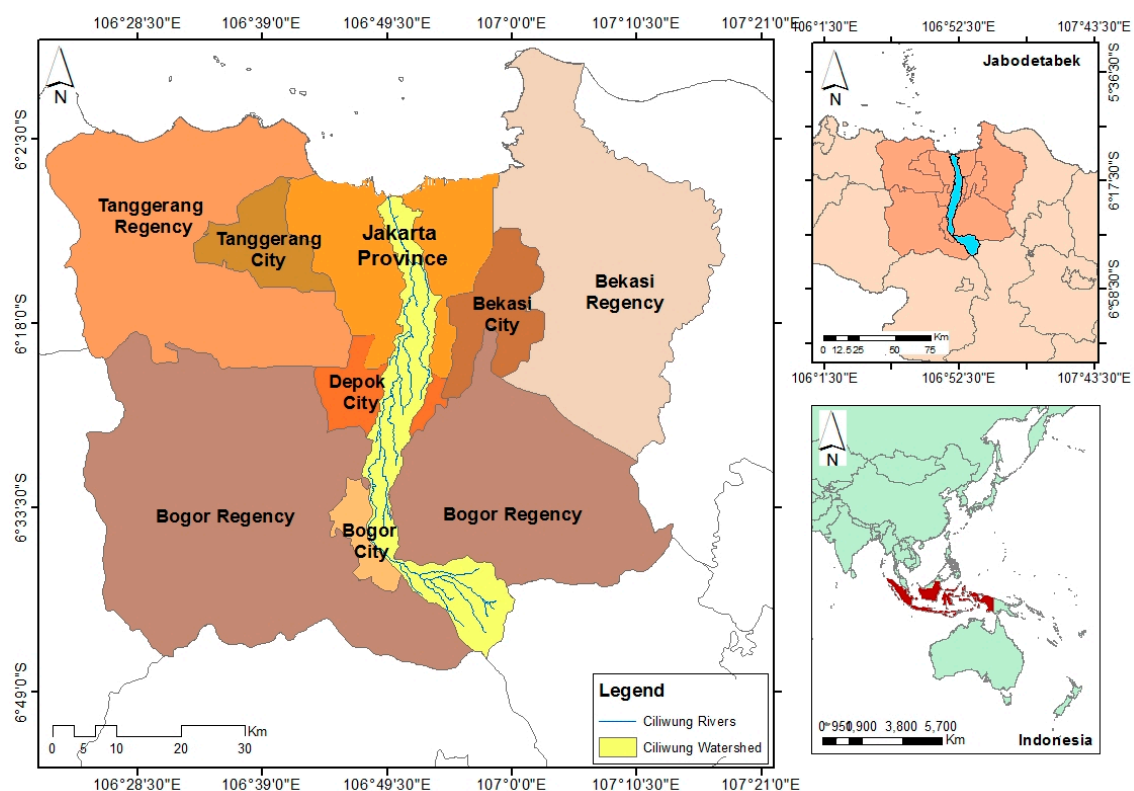 106°28'30"E 106°39'0"E 106°49'30"E 107°0'0"E 107°10'30"E 107°21'0"E
N
6°2'30"S
6°18'0"S
6°33'30"S
6°49'0"S
Tanggerang
Regency
Tanggerang
City
Jakarta
Province
Bekasi
City
Bekasi
Regency
Depok
City
Bogor Regency
Bogor
City
Bogor Regency
Legend
Ciliwung Rivers
Ciliwung Watershed
0 5 10 20 30
Km
106°28'30"E 106°39'0"E 106°49'30"E 107°0'0"E 107°10'30"E 107°21'0"E
106°1'30"E 106°52'30"E 107°43'30"E
N
Jabodetabek
5°36'30"S
6°17'30"S
6°58'30"S
Km
0 12.525 50 75
106°1'30"E 106°52'30"E 107°43'30"E
N
0 950 1,900 3,800 5,700
Km
Indonesia